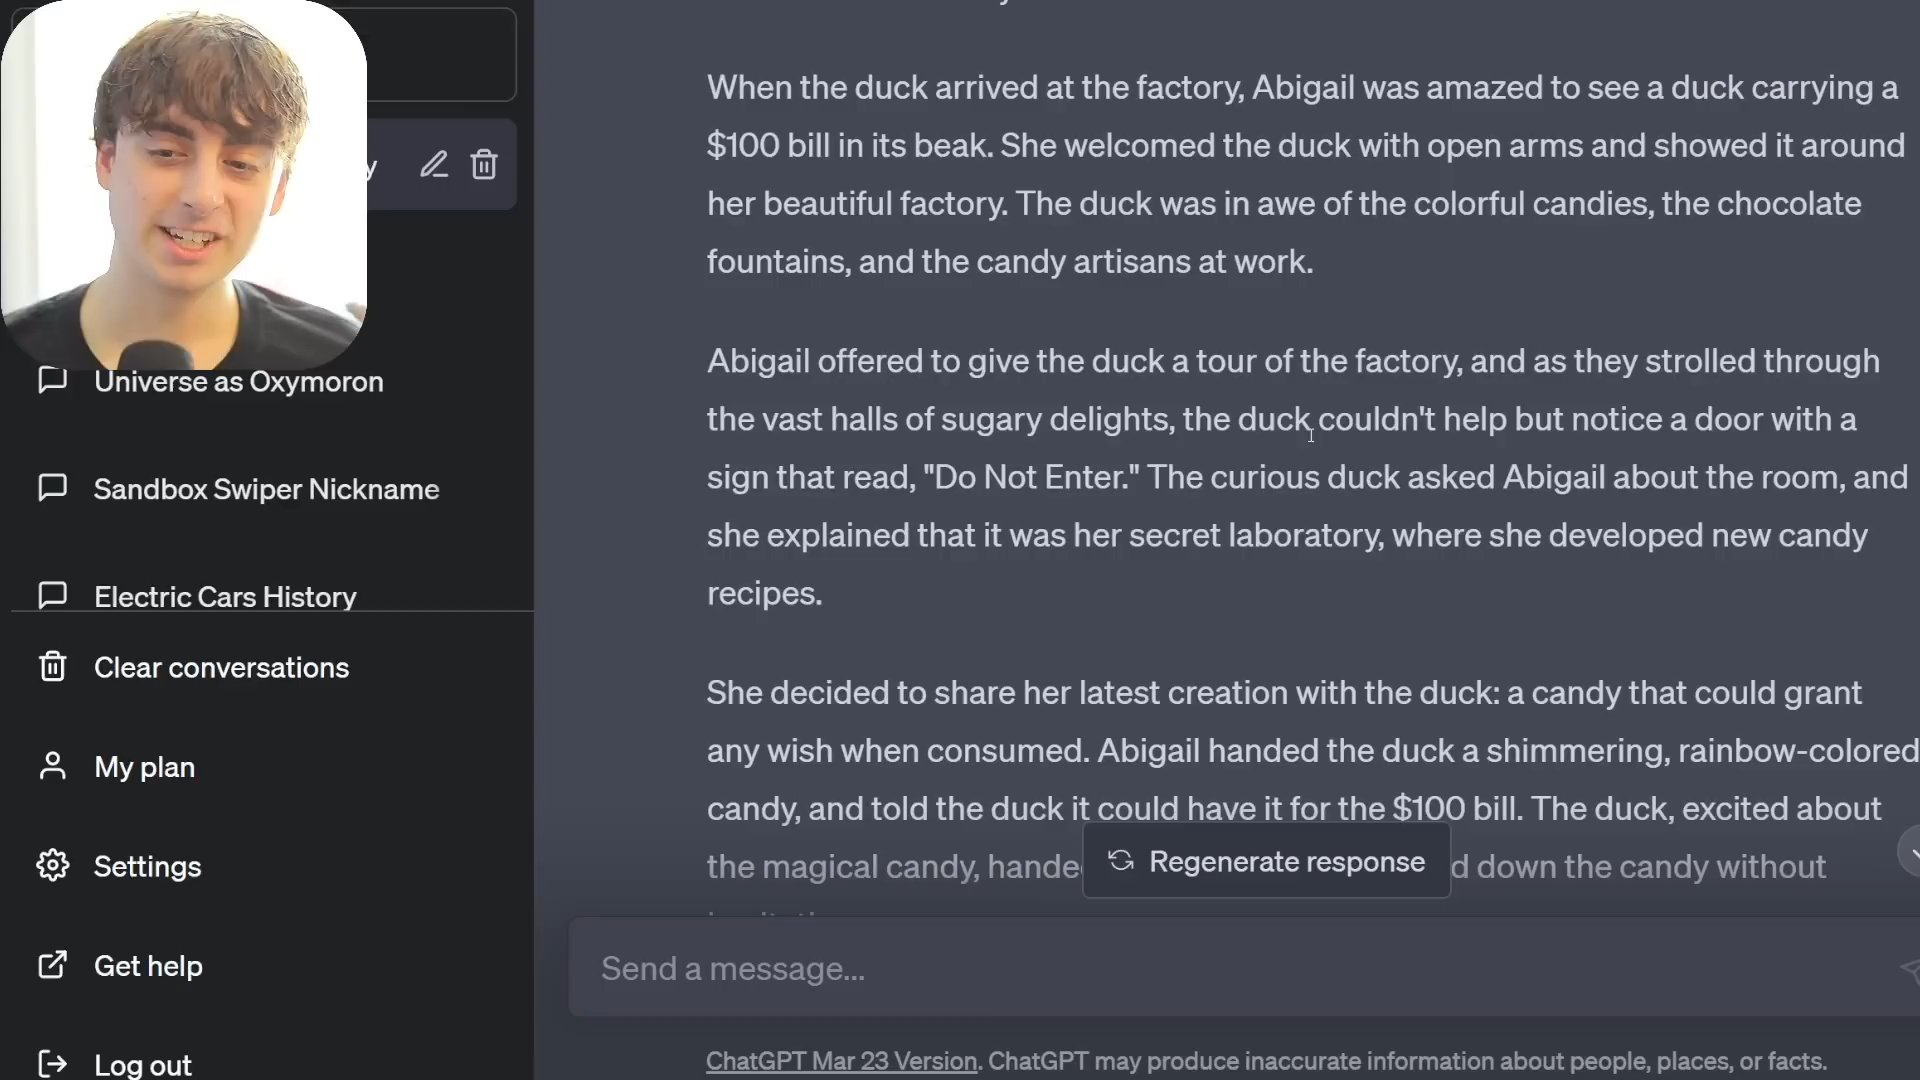 y
Universe as Oxymoron
Sandbox Swiper Nickname
Electric Cars History
Clear conversations
My plan
Settings
Get help
Log out
When the duck arrived at the factory, Abigail was amazed to see a duck carrying a
$100 bill in its beak. She welcomed the duck with open arms and showed it around
her beautiful factory. The duck was in awe of the colorful candies, the chocolate
fountains, and the candy artisans at work.
Abigail offered to give the duck a tour of the factory, and as they strolled through
the vast halls of sugary delights, the duck couldn't help but notice a door with a
sign that read, "Do Not Enter." The curious duck asked Abigail about the room, and
she explained that it was her secret laboratory, where she developed new candy
recipes.
She decided to share her latest creation with the duck: a candy that could grant
any wish when consumed. Abigail handed the duck a shimmering, rainbow-colored
candy, and told the duck it could have it for the $100 bill. The duck, excited about
the magical candy, hande d down the candy without
Regenerate response
Send a message...
ChatGPT Mar 23 Version. ChatGPT may produce inaccurate information about people, places, or facts.